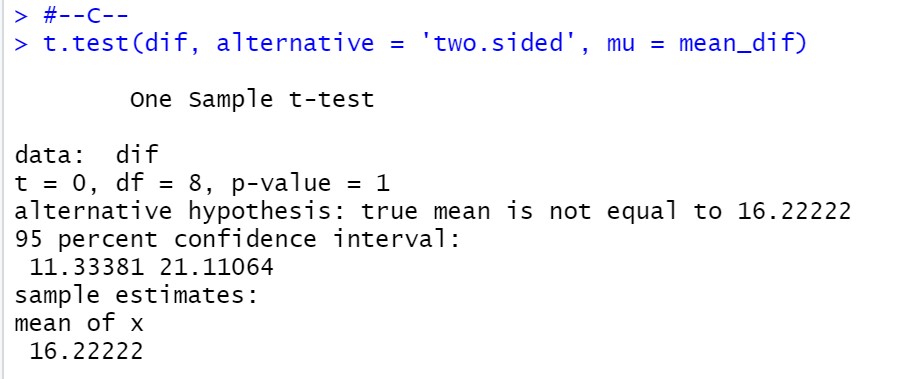 > #--C--
> t.test(dif, alternative = 'two.sided', mu = mean_dif)
One Sample t-test
data:  dif
t = 0, df = 8, p-value = 1
alternative hypothesis: true mean is not equal to 16.22222
95 percent confidence interval:
11.33381 21.11064
sample estimates:
mean of x
16.22222